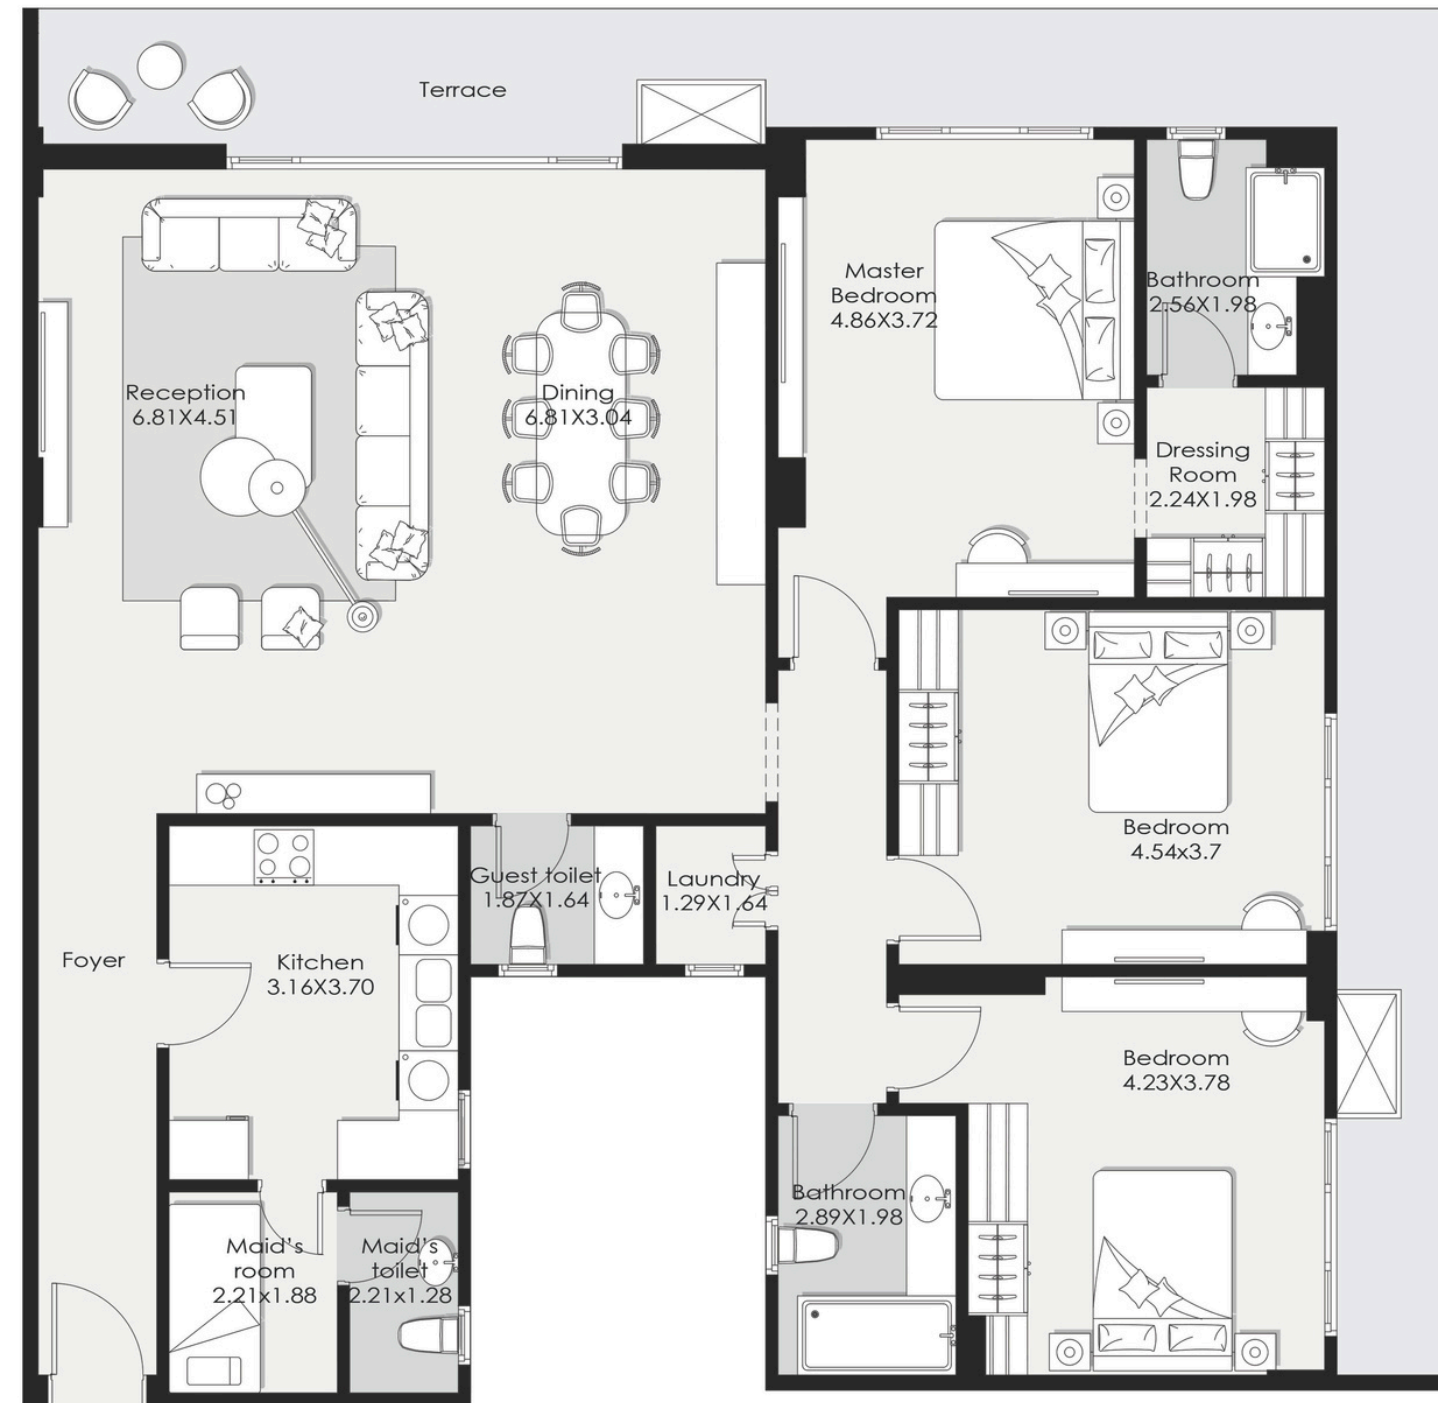 Terrace
Master
Bedroom
4.86X3.72
Bathroom
2.56X1.98
Reception
6.81X4.51
Dining
6.81X3.04
Dressing
Room
2.24X1.98
Bedroom
4.54x3.7
Guest toilet
1.87X1.64
Laundry
1.29X1.64
Foyer
Kitchen
3.16X3.70
Bedroom
4.23X3.78
Bathroom
2.89X1.98
Maid's
room
2.21x1.88
Maid's
toilet
2.21x1.28